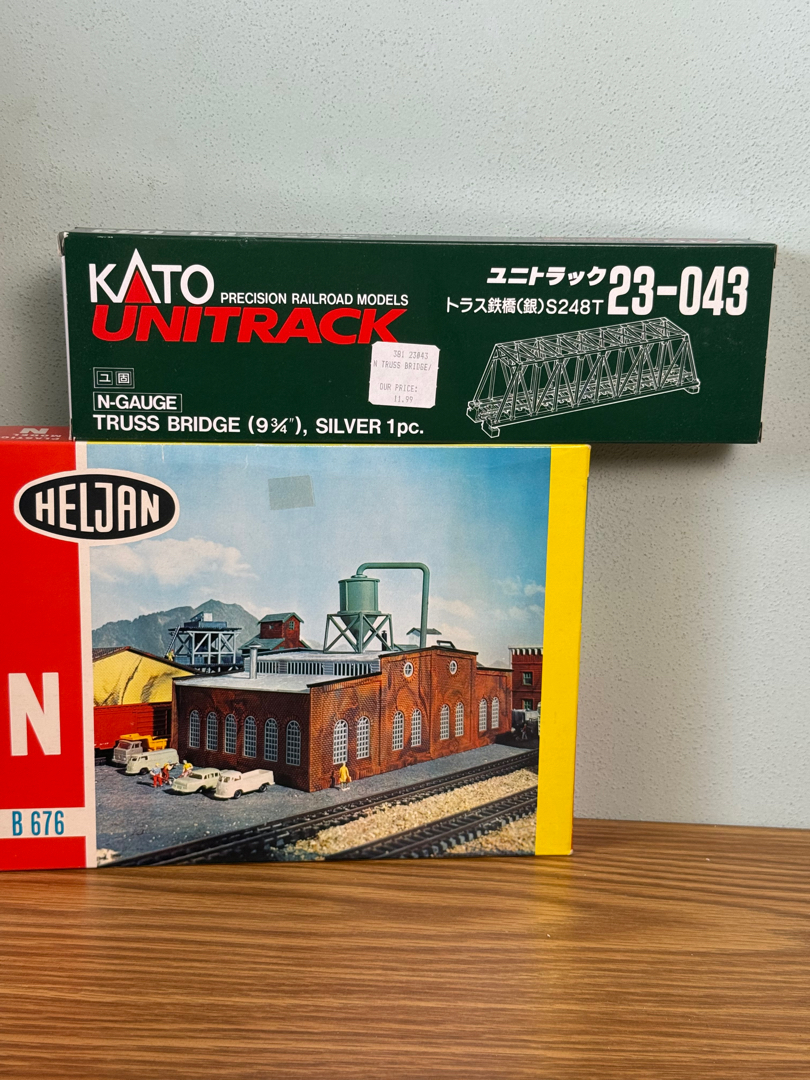 KATO
PRECISION RAILROAD MODELS
UNITRACK
ユニトラック
トラス鉄橋(銀)S248T
23-043
381 23043
N TRUSS BRIDGE/
OUR PRICE:
11.99
ユ 固
N-GAUGE
TRUSS BRIDGE (9¾"), SILVER 1pc.
HELJAN
N
B 676
N